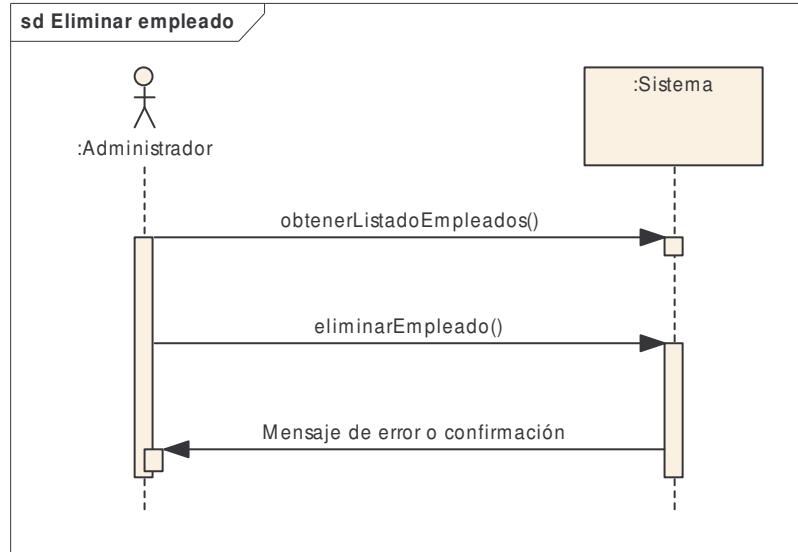 sd Eliminar empleado
:Administrador
:Sistema
obtenerListadoEmpleados()
eliminarEmpleado()
Mensaje de error o confirmación